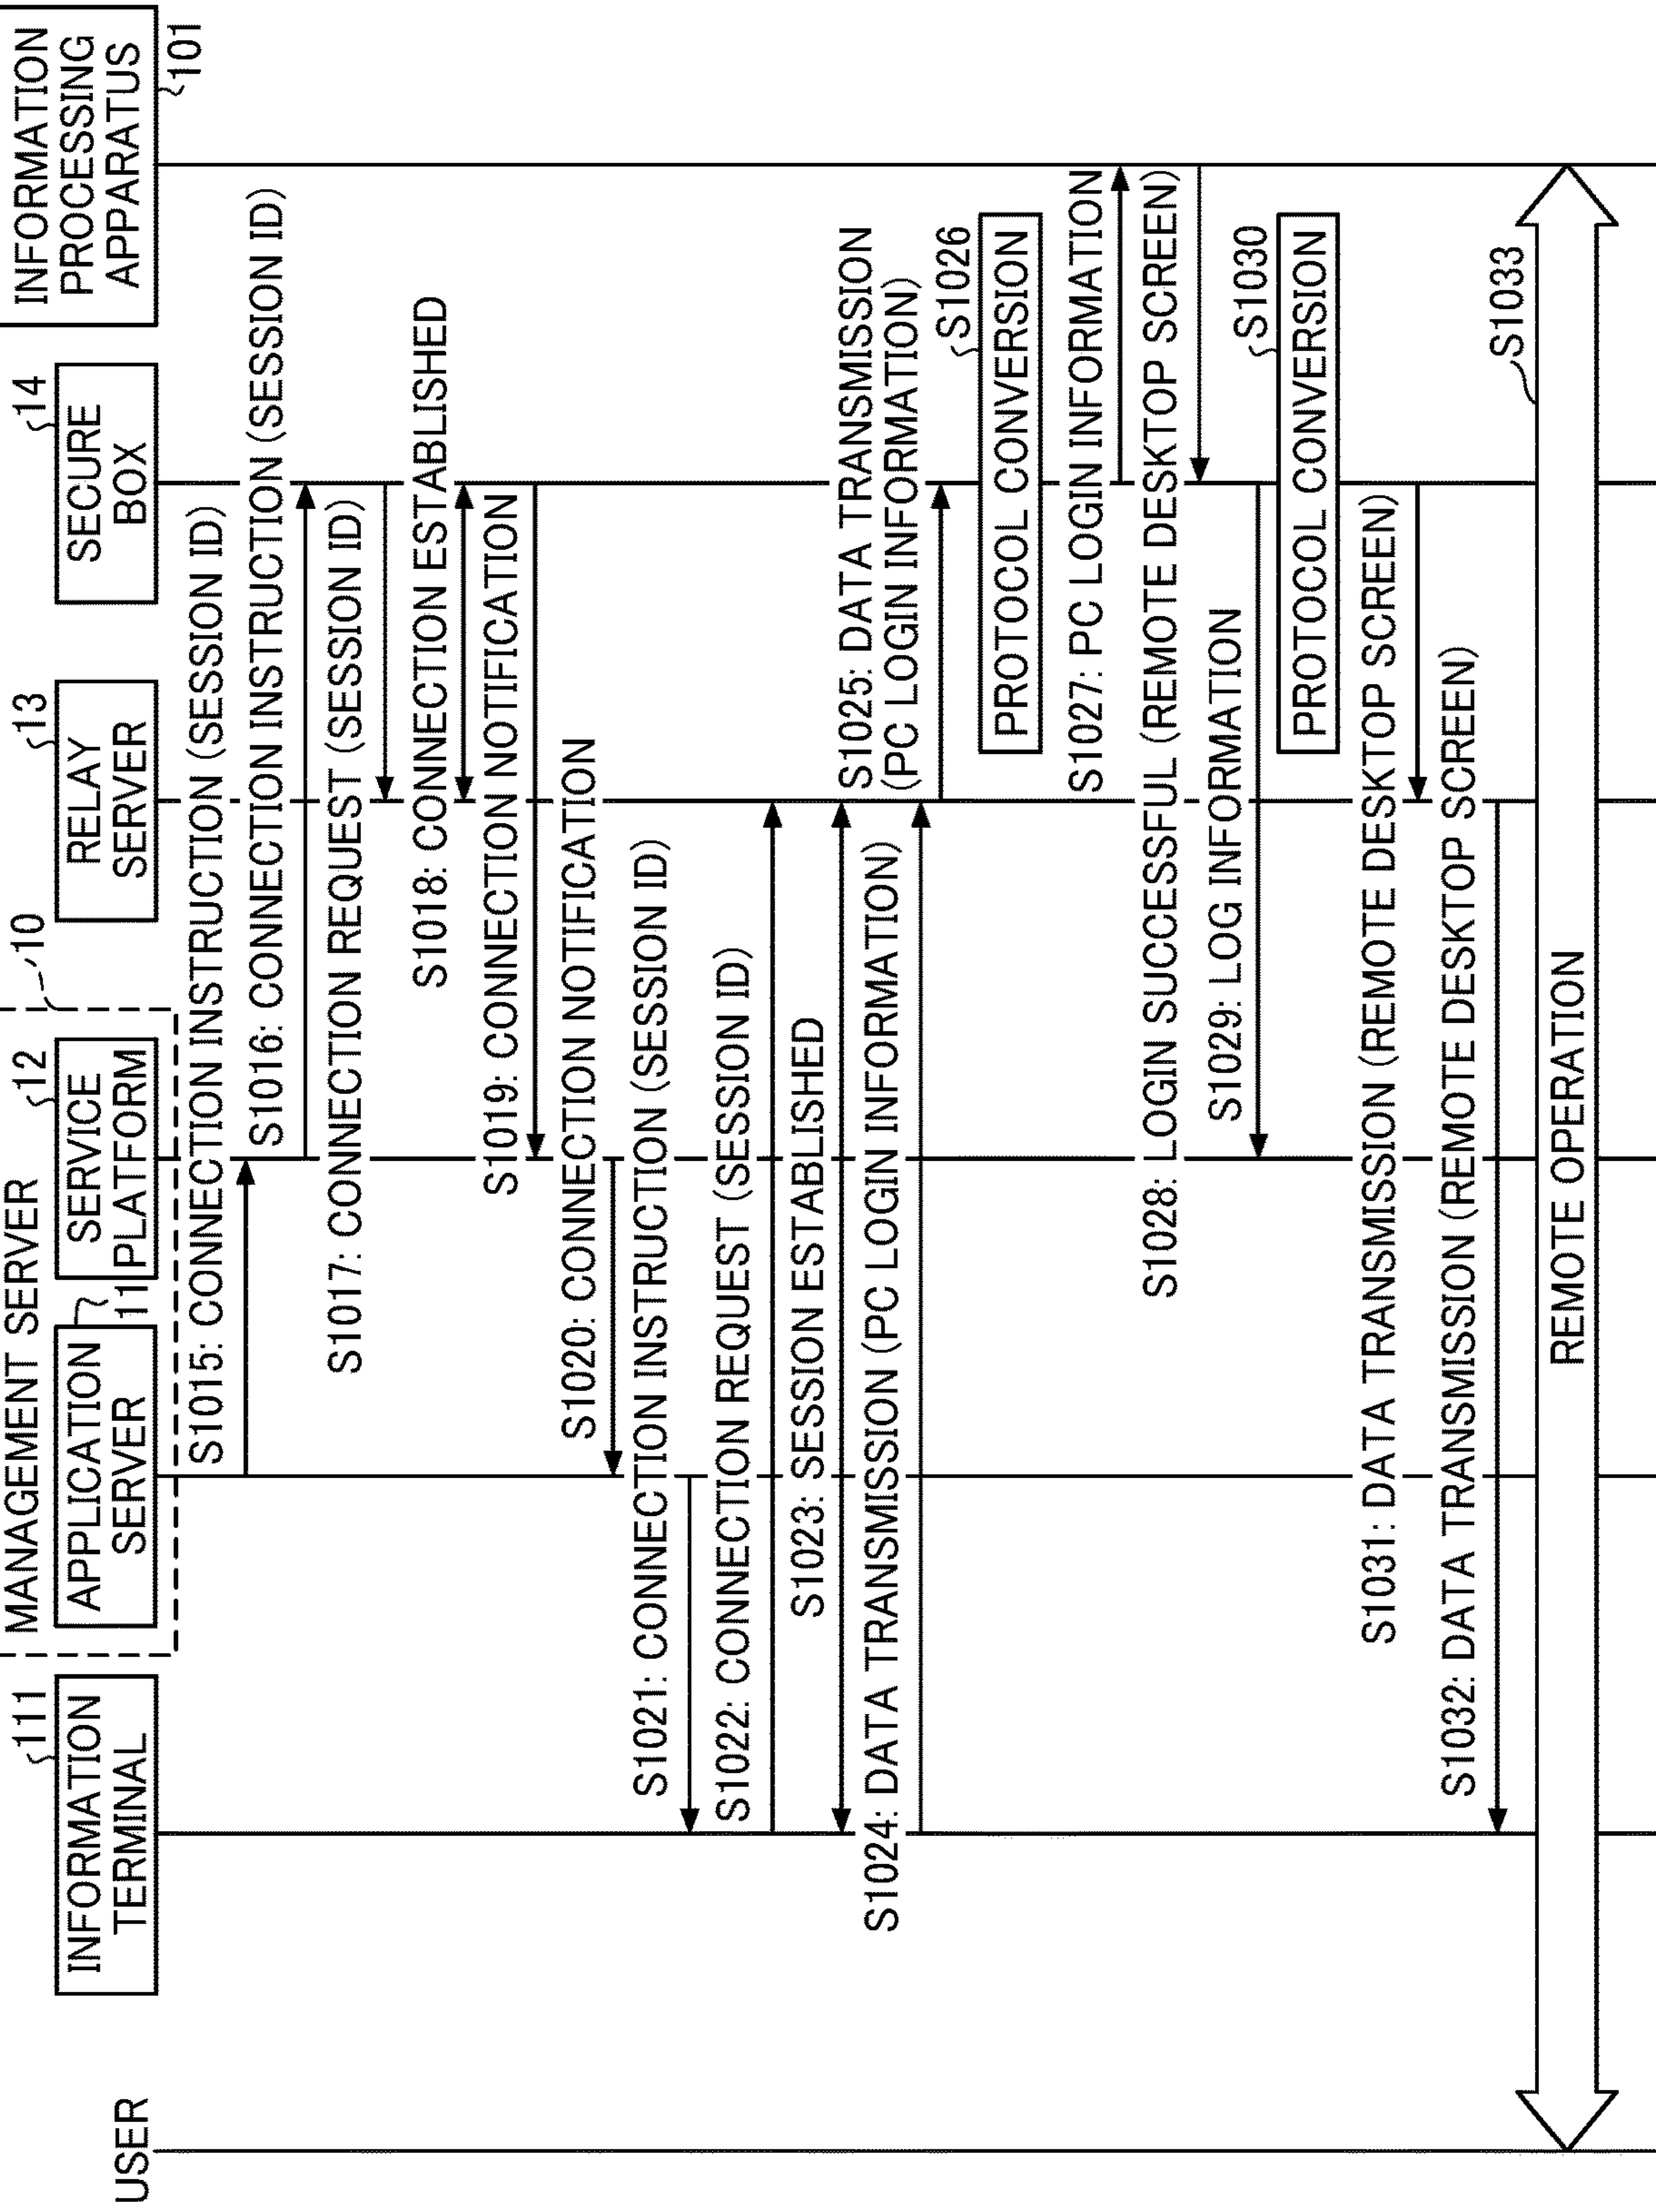 USER
111
INFORMATION
TERMINAL
MANAGEMENT SERVER
10
APPLICATION
SERVER
11
12
SERVICE
PLATFORM
13
RELAY
SERVER
14
SECURE
BOX
INFORMATION
PROCESSING
APPARATUS
101
S1015: CONNECTION INSTRUCTION (SESSION ID)
S1016: CONNECTION INSTRUCTION (SESSION ID)
S1017: CONNECTION REQUEST (SESSION ID)
S1018: CONNECTION ESTABLISHED
S1019: CONNECTION NOTIFICATION
S1020: CONNECTION NOTIFICATION
S1021: CONNECTION INSTRUCTION (SESSION ID)
S1022: CONNECTION REQUEST (SESSION ID)
S1023: SESSION ESTABLISHED
S1024: DATA TRANSMISSION (PC LOGIN INFORMATION)
S1025: DATA TRANSMISSION
(PC LOGIN INFORMATION)
S1026
PROTOCOL CONVERSION
S1027: PC LOGIN INFORMATION
S1028: LOGIN SUCCESSFUL (REMOTE DESKTOP SCREEN)
S1029: LOG INFORMATION
S1030
PROTOCOL CONVERSION
S1031: DATA TRANSMISSION (REMOTE DESKTOP SCREEN)
S1032: DATA TRANSMISSION (REMOTE DESKTOP SCREEN)
S1033
REMOTE OPERATION